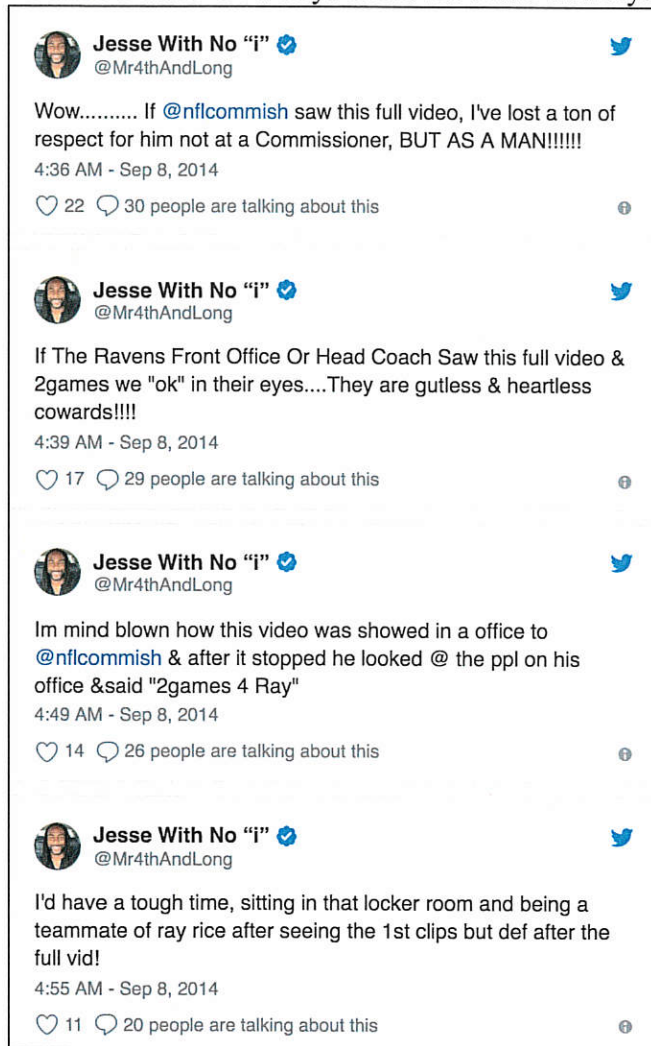 Jesse With No “i”
@Mr4thAndLong
Wow.......... If @nflcommish saw this full video, I've lost a ton of
respect for him not at a Commissioner, BUT AS A MAN!!!!!!
4:36 AM - Sep 8, 2014
22 30 people are talking about this
Jesse With No “i”
@Mr4thAndLong
If The Ravens Front Office Or Head Coach Saw this full video &
2games we "ok" in their eyes....They are gutless & heartless
cowards!!!!
4:39 AM - Sep 8, 2014
17 29 people are talking about this
Jesse With No “i”
@Mr4thAndLong
Im mind blown how this video was showed in a office to
@nflcommish & after it stopped he looked @ the ppl on his
office &said "2games 4 Ray"
4:49 AM - Sep 8, 2014
14 26 people are talking about this
Jesse With No “i”
@Mr4thAndLong
I'd have a tough time, sitting in that locker room and being a
teammate of ray rice after seeing the 1st clips but def after the
full vid!
4:55 AM - Sep 8, 2014
11 20 people are talking about this